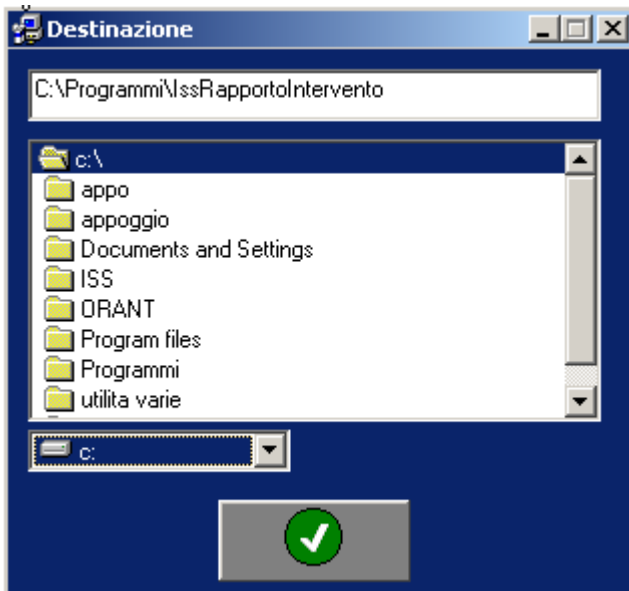 Destinazione
C:\Programmi\IssRapportoIntervento
c:\
appo
appoggio
Documents and Settings
ISS
ORANT
Program files
Programmi
utilita varie
c: